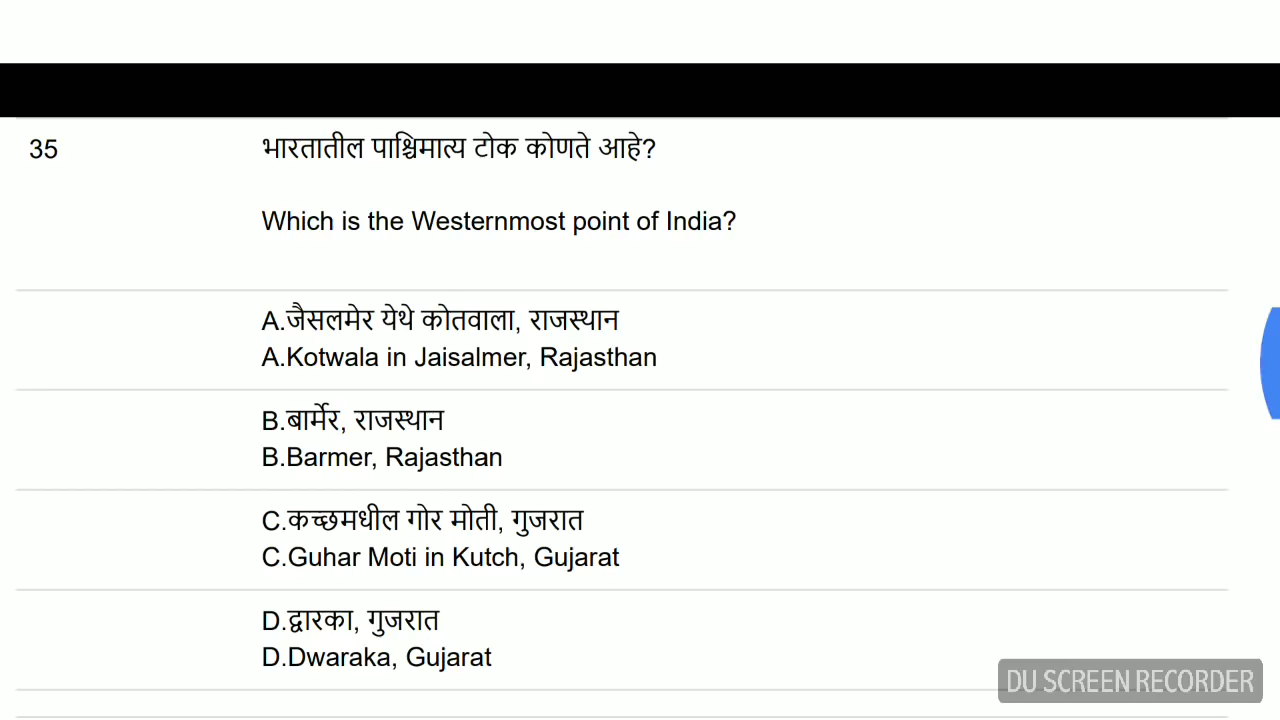 35
भारतातील पाश्चिमात्य टोक कोणते आहे?
Which is the Westernmost point of India?
A.जैसलमेर येथे कोतवाला, राजस्थान
A.Kotwala in Jaisalmer, Rajasthan
B.बार्मेर, राजस्थान
B.Barmer, Rajasthan
C.कच्छमधील गोर मोती, गुजरात
C.Guhar Moti in Kutch, Gujarat
D.द्वारका, गुजरात
D.Dwaraka, Gujarat
DU SCREEN RECORDER